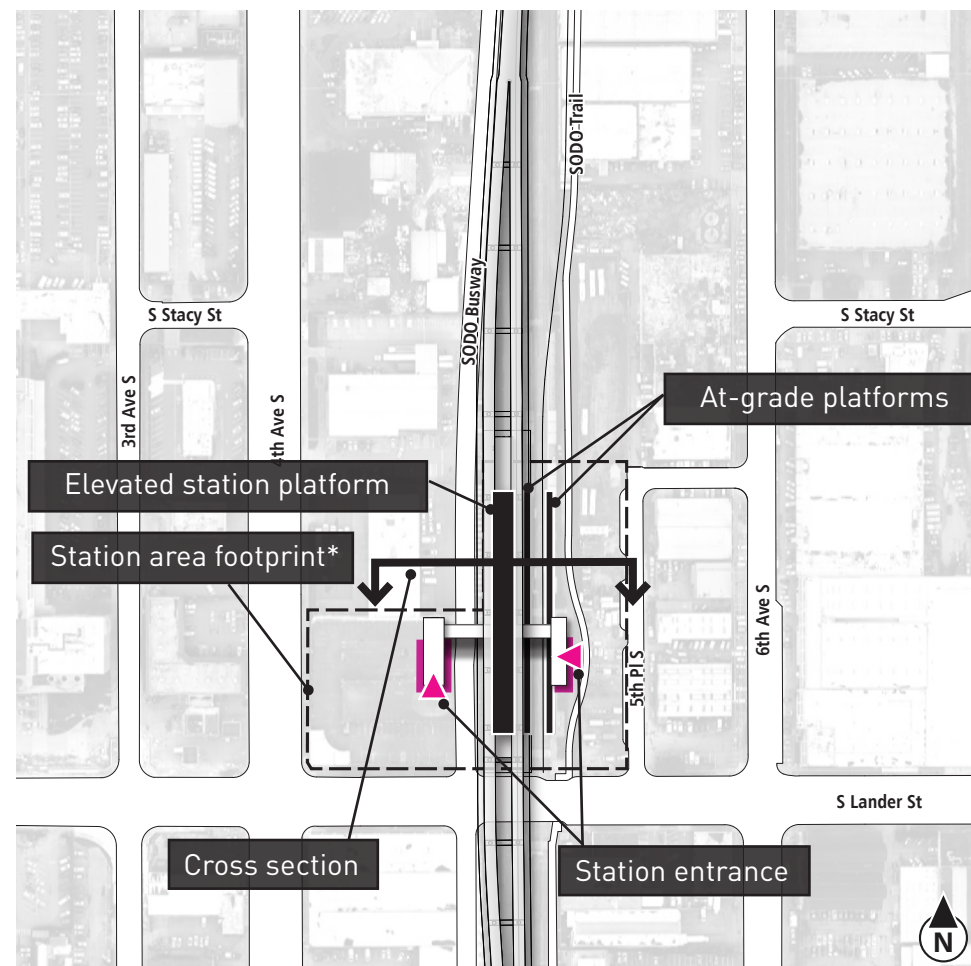 SODO Trail
S Stacy St
S Stacy St
SODO Busway
3rd Ave S
4th Ave S
At-grade platforms
Elevated station platform
Station area footprint*
6th Ave S
5th Pl S
S Lander St
Cross section
Station entrance
N